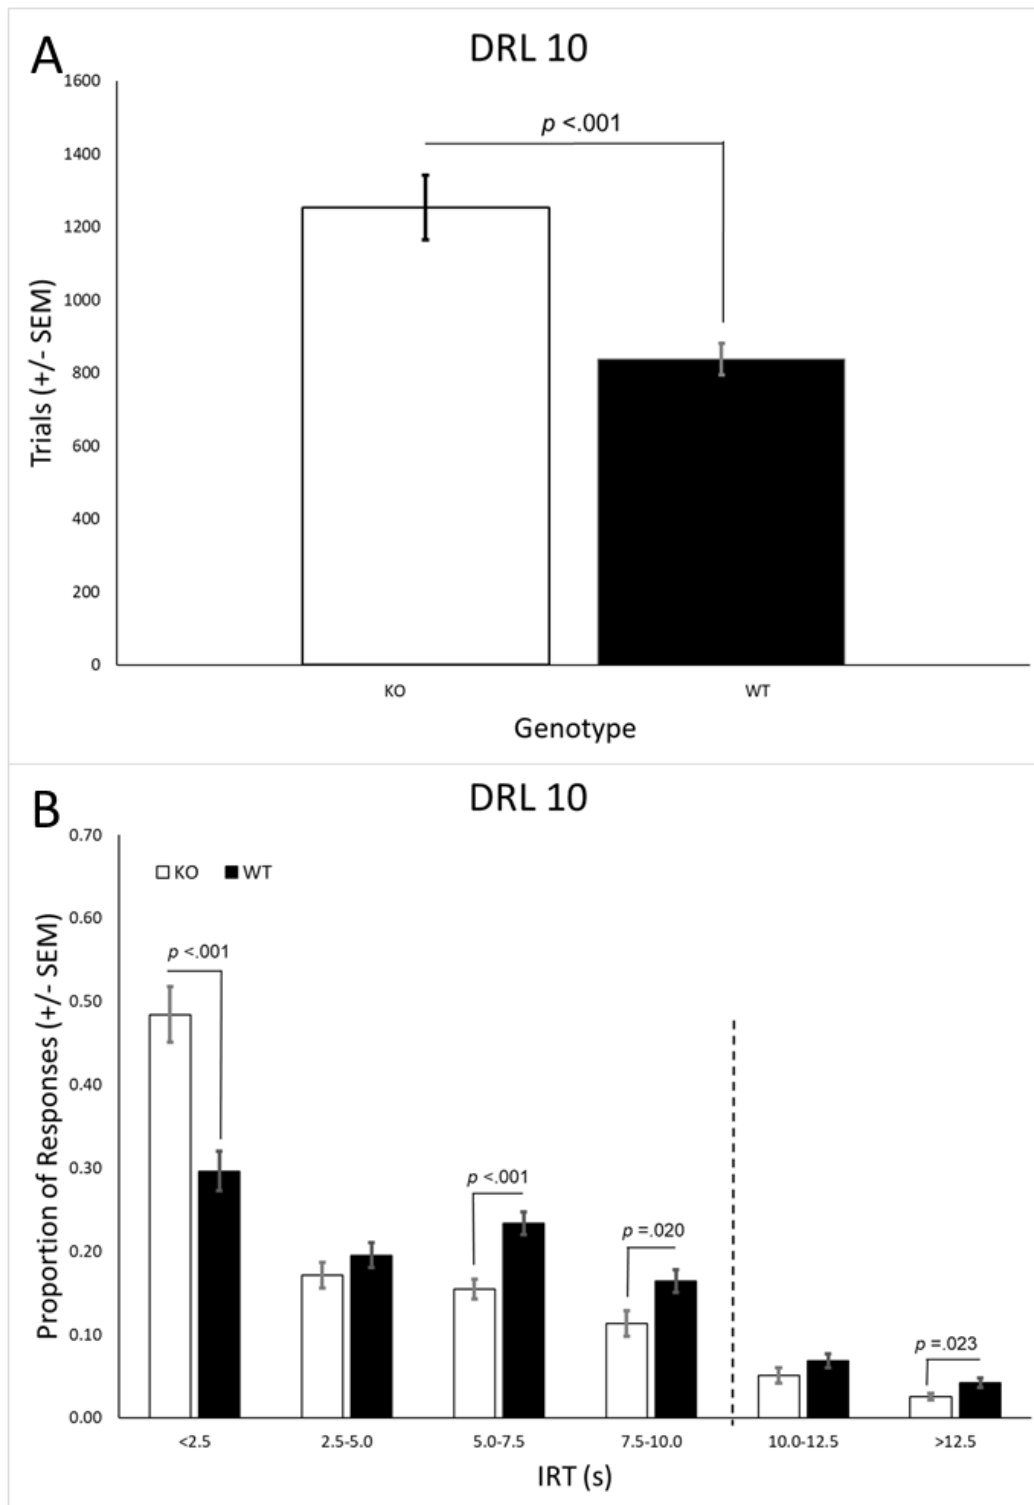 A
DRL 10
1600
1400
1200
1000
800
600
400
200
0
Trials (+/- SEM)
p <.001
KO
WT
Genotype
B
DRL 10
0.70
0.60
0.50
0.40
0.30
0.20
0.10
0.00
Proportion of Responses (+/- SEM)
KO WT
p <.001
p <.001
p =.020
p =.023
<2.5 2.5-5.0 5.0-7.5 7.5-10.0 10.0-12.5 >12.5
IRT (s)